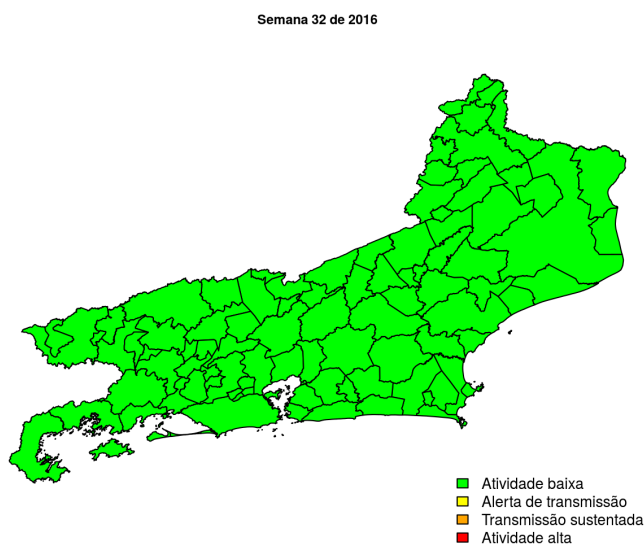 Semana 32 de 2016
Atividade baixa
Alerta de transmissão
Transmissão sustentada
Atividade alta